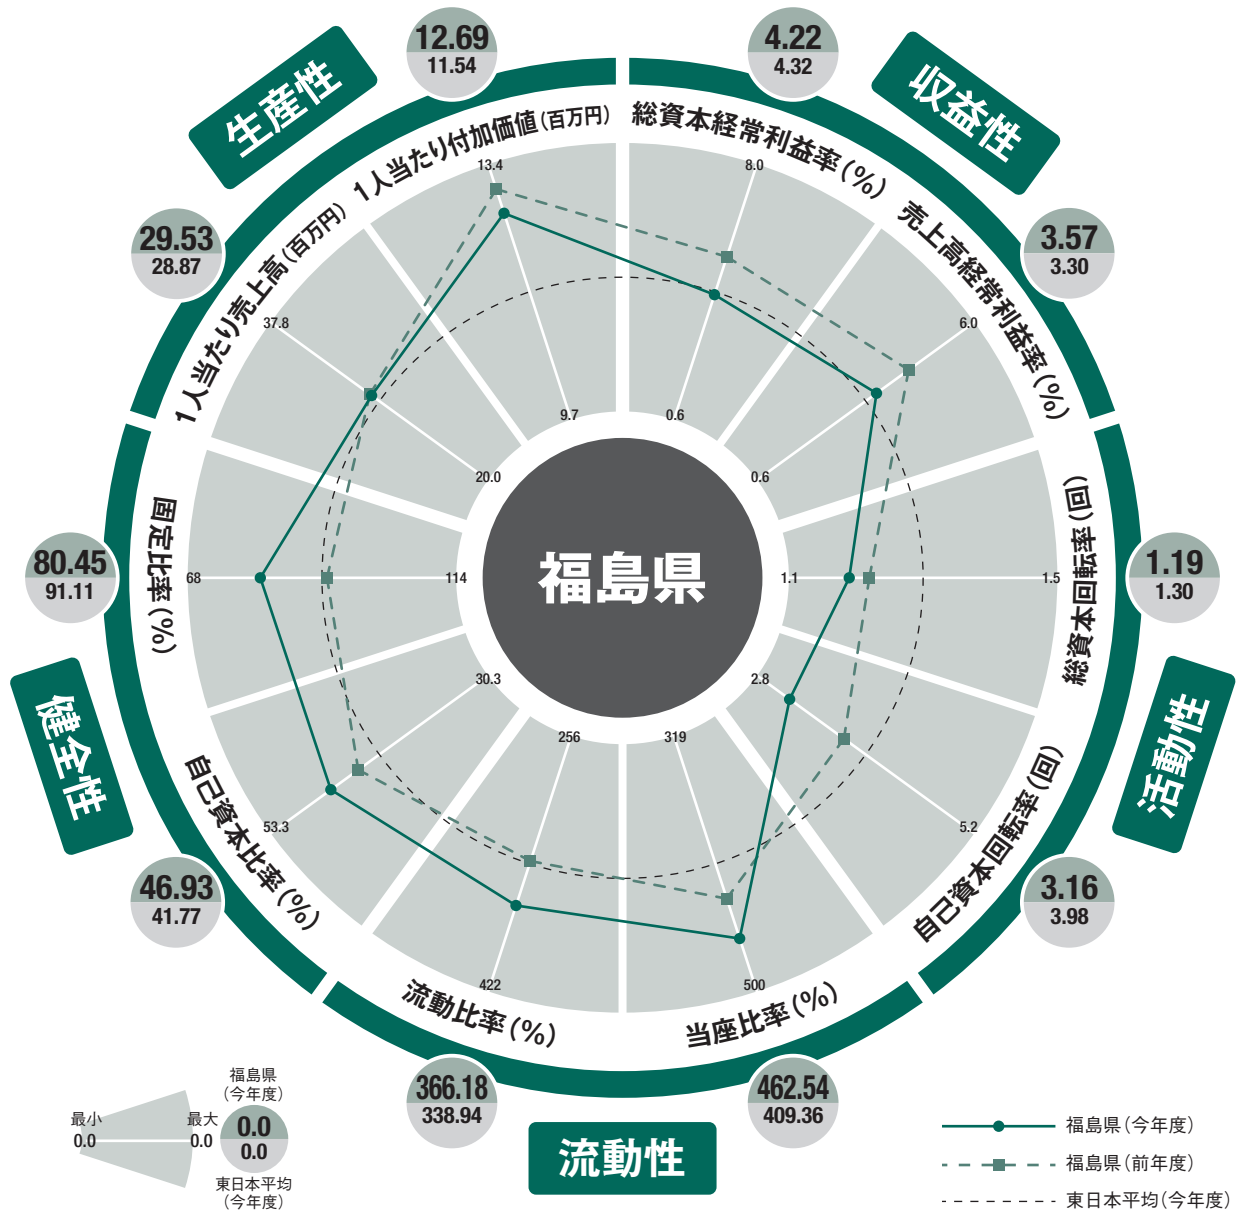 収益性
4.22
4.32
総資本経常利益率(%)
8.0
0.6
3.57
3.30
売上高経常利益率(%)
6.0
0.6
活動性
1.19
1.30
総資本回転率(回)
1.5
1.1
3.16
3.98
自己資本回転率(回)
5.2
2.8
流動性
462.54
409.36
当座比率(%)
500
319
366.18
338.94
流動比率(%)
422
256
健全性
46.93
41.77
自己資本比率(%)
53.3
30.3
80.45
91.11
固定比率(%)
68
114
生産性
29.53
28.87
1人当たり売上高(百万円)
37.8
20.0
12.69
11.54
1人当たり付加価値(百万円)
13.4
9.7
福島県
福島県
(今年度)
最小
0.0
最大
0.0
0.0
0.0
東日本平均
(今年度)
福島県(今年度)
福島県(前年度)
東日本平均(今年度)